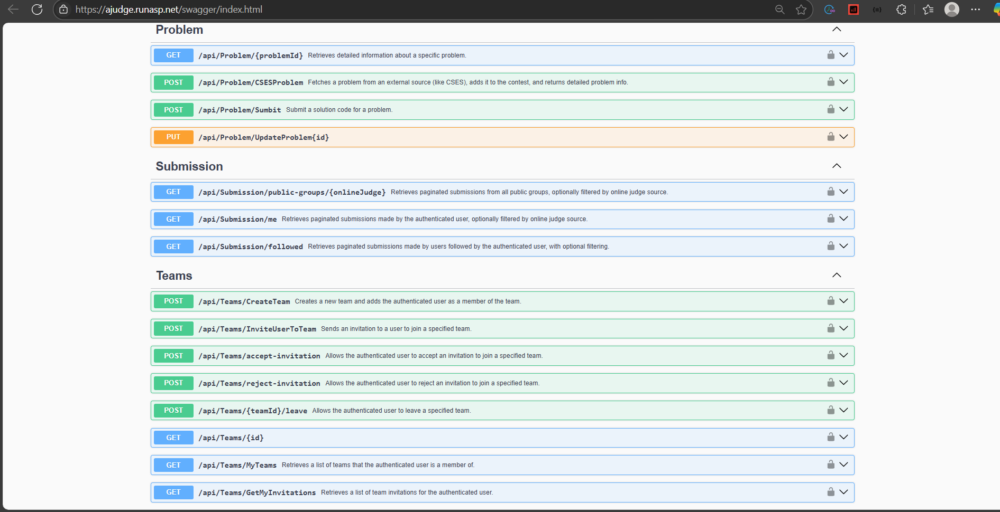 https://ajudge.runasp.net/swagger/index.html
Problem
GET /api/Problem/{problemId} Retrieves detailed information about a specific problem.
POST /api/Problem/CSESProblem Fetches a problem from an external source (like CSES), adds it to the contest, and returns detailed problem info.
POST /api/Problem/Sumbit Submit a solution code for a problem.
PUT /api/Problem/UpdateProblem{id}
Submission
GET /api/Submission/public-groups/{onlineJudge} Retrieves paginated submissions from all public groups, optionally filtered by online judge source.
GET /api/Submission/me Retrieves paginated submissions made by the authenticated user, optionally filtered by online judge source.
GET /api/Submission/followed Retrieves paginated submissions made by users followed by the authenticated user, with optional filtering.
Teams
POST /api/Teams/CreateTeam Creates a new team and adds the authenticated user as a member of the team.
POST /api/Teams/InviteUserToTeam Sends an invitation to a user to join a specified team.
POST /api/Teams/accept-invitation Allows the authenticated user to accept an invitation to join a specified team.
POST /api/Teams/reject-invitation Allows the authenticated user to reject an invitation to join a specified team.
POST /api/Teams/{teamId}/leave Allows the authenticated user to leave a specified team.
GET /api/Teams/{id}
GET /api/Teams/MyTeams Retrieves a list of teams that the authenticated user is a member of.
GET /api/Teams/GetMyInvitations Retrieves a list of team invitations for the authenticated user.